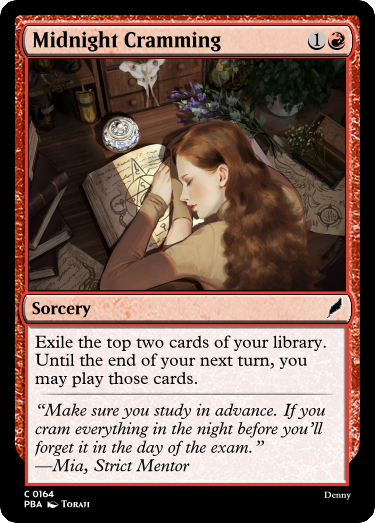 Midnight Cramming 1
Sorcery
Exile the top two cards of your library.
Until the end of your next turn, you
may play those cards.
“Make sure you study in advance. If you
cram everything in the night before you’ll
forget it in the day of the exam.”
—Mia, Strict Mentor
C 0164
Denny
PBA Toraji